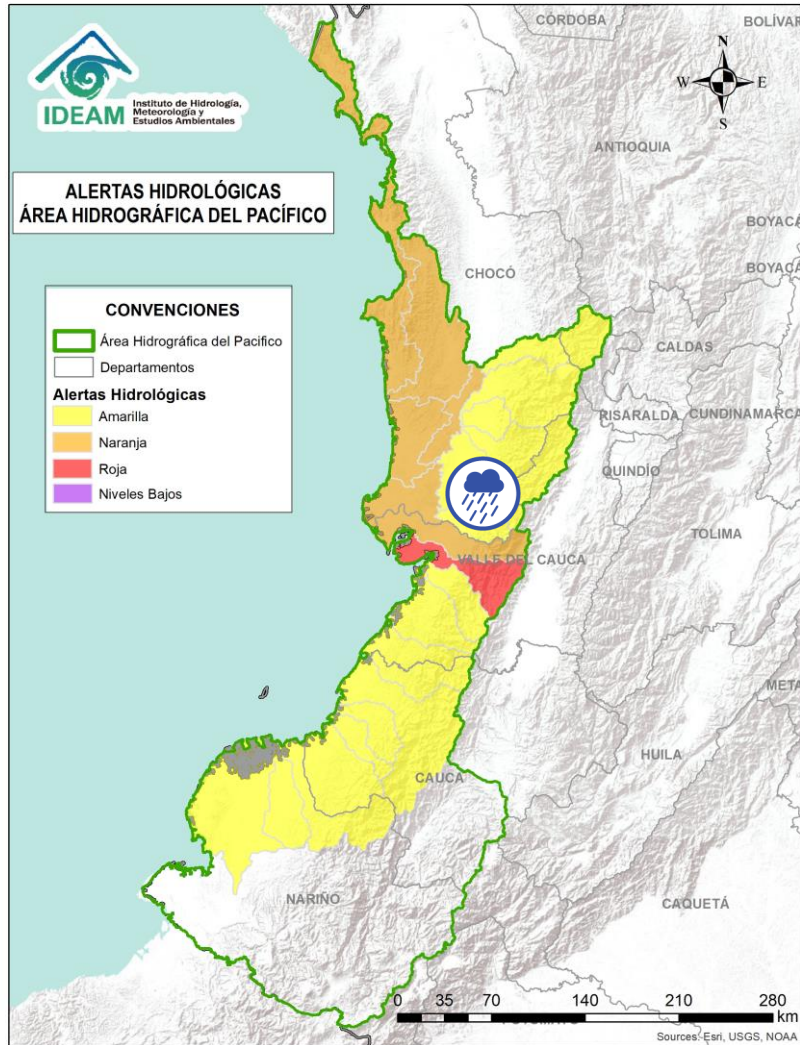 IDEAM
Instituto de Hidrología,
Meteorología y
Estudios Ambientales
ALERTAS HIDROLÓGICAS
ÁREA HIDROGRÁFICA DEL PACÍFICO
CONVENCIONES
Área Hidrográfica del Pacifico
Departamentos
Alertas Hidrológicas
Amarilla
Naranja
Roja
Niveles Bajos
CÓRDOBA
BOLÍVAR
N
W E
S
ANTIOQUIA
BOYACÁ
CHOCÓ
BOYACÁ
CALDAS
RISARALDA
CUNDINAMARCA
QUINDÍO
TOLIMA
VALLE DEL CAUCA
META
HUILA
CAUCA
NARIÑO
CAQUETÁ
0 35 70 140 210 280
km
Sources: Esri, USGS, NOAA